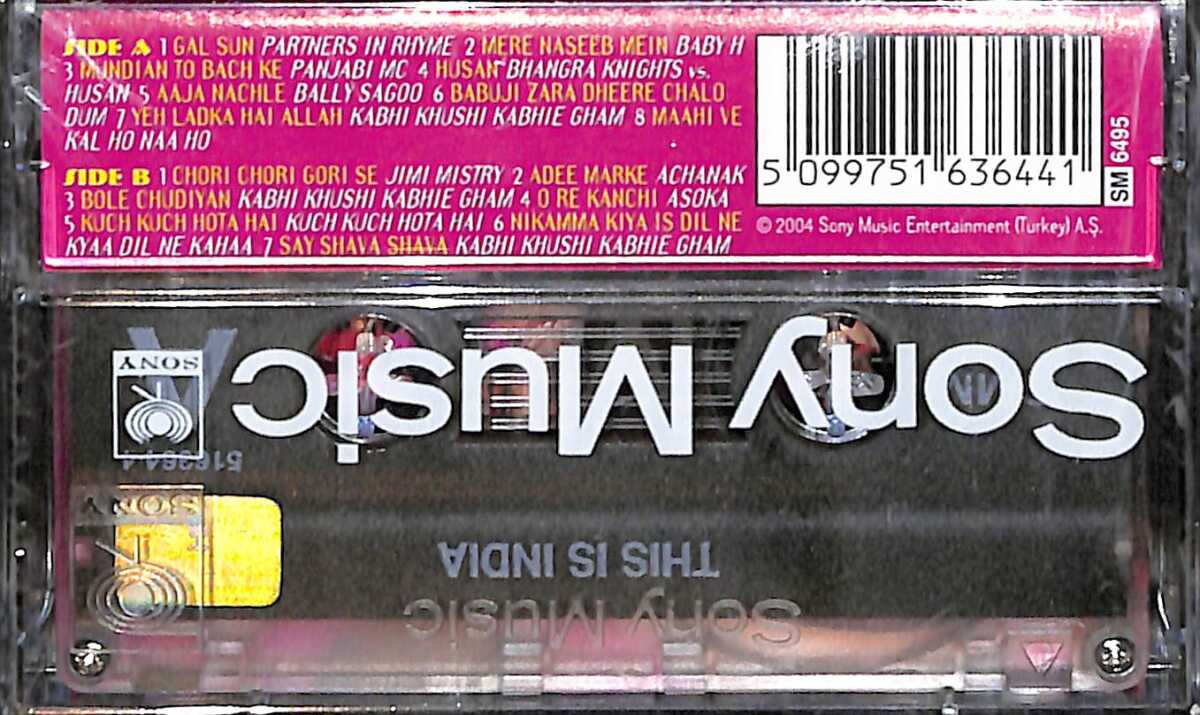 SIDE A 1 GAL SUN PARTNERS IN RHYME 2 MERE NASEEB MEIN BABY H
3 MUNDIAN TO BACH KE PANJABI MC 4 HUSAN BHANGRA KNIGHTS vs.
HUSAN 5 AAJA NACHLE BALLY SAGOO 6 BABUJI ZARA DHEERE CHALO
DUM 7 YEH LADKA HAI ALLAH KABHI KHUSHI KABHIE GHAM 8 MAAHI VE
KAL HO NAA HO
SIDE B 1 CHORI CHORI GORI SE JIMI MISTRY 2 ADEE MARKE ACHANAK
3 BOLE CHUDIYAN KABHI KHUSHI KABHIE GHAM 4 O RE KANCHI ASOKA
5 KUCH KUCH HOTA HAI KUCH KUCH HOTA HAI 6 NIKAMMA KIYA IS DIL NE
KYAA DIL NE KAHAA 7 SAY SHAVA SHAVA KABHI KHUSHI KABHIE GHAM
5 099751 636441
SM 6495
© 2004 Sony Music Entertainment (Turkey) A.Ş.
SONY
Sony Music
A
516364 4
SONY
THIS IS INDIA
Sony Music